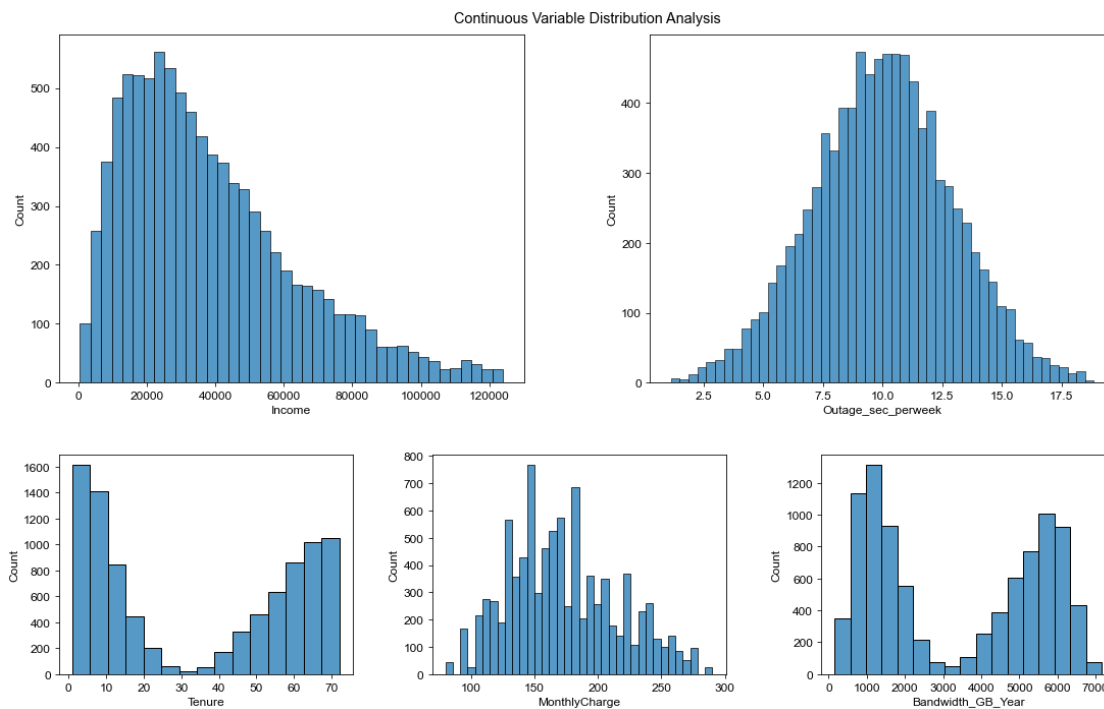 Continuous Variable Distribution Analysis
Count
500
400
300
200
100
0
0 20000 40000 60000 80000 100000 120000
Income
Count
400
300
200
100
0
2.5 5.0 7.5 10.0 12.5 15.0 17.5
Outage_sec_perweek
Count
1600
1400
1200
1000
800
600
400
200
0
0 10 20 30 40 50 60 70
Tenure
Count
800
700
600
500
400
300
200
100
0
100 150 200 250 300
MonthlyCharge
Count
1200
1000
800
600
400
200
0
0 1000 2000 3000 4000 5000 6000 7000
Bandwidth_GB_Year